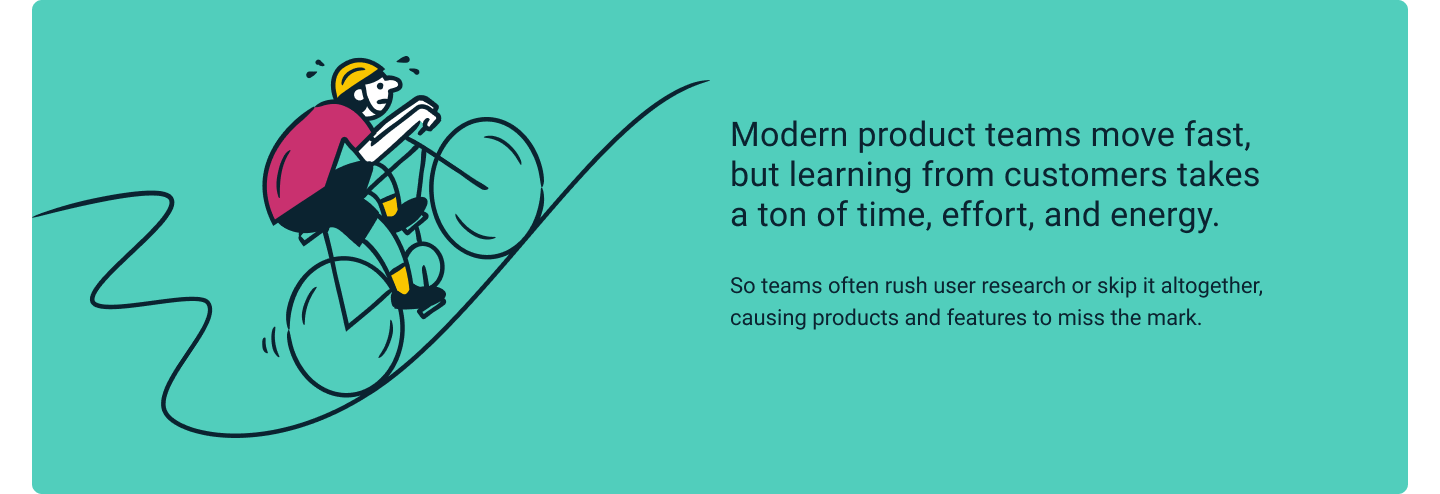 Modern product teams move fast,
but learning from customers takes
a ton of time, effort, and energy.
So teams often rush user research or skip it altogether,
causing products and features to miss the mark.